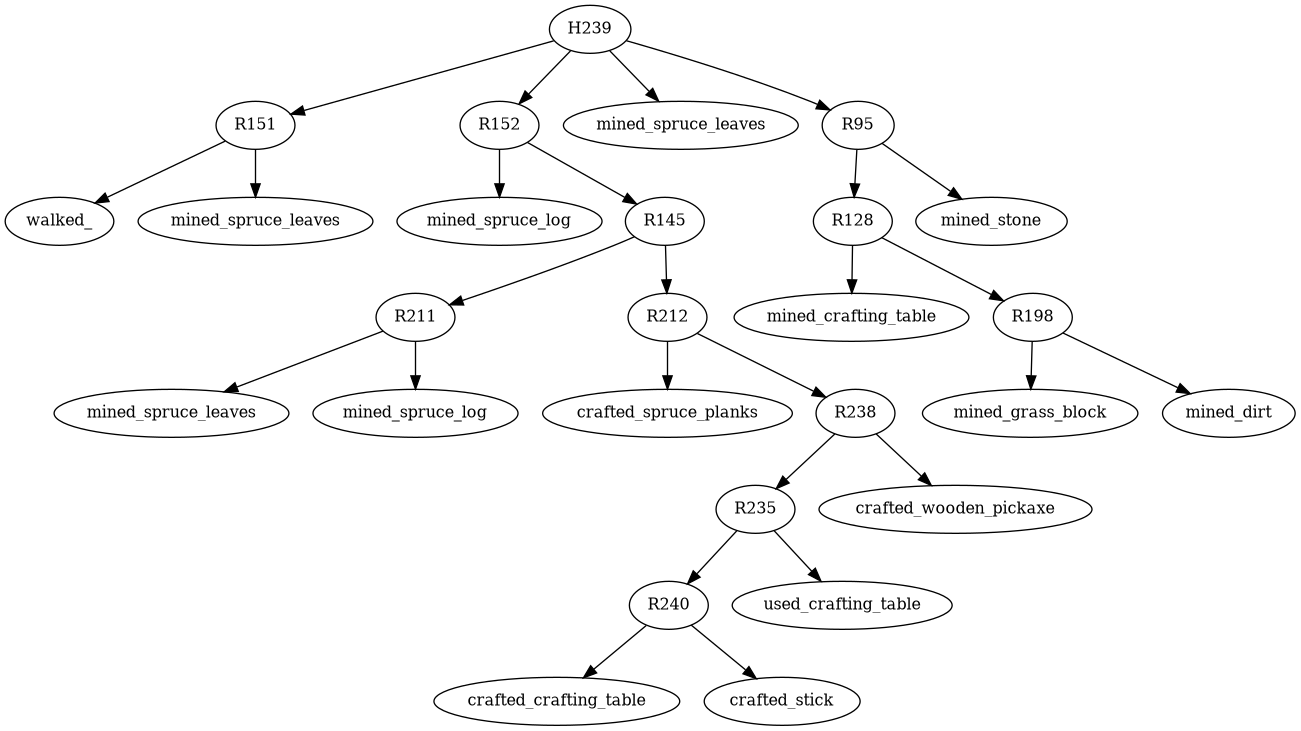 H239
R151
R152
mined_spruce_leaves
R95
walked_
mined_spruce_leaves
mined_spruce_log
R145
R128
mined_stone
R211
R212
mined_crafting_table
R198
mined_spruce_leaves
mined_spruce_log
crafted_spruce_planks
R238
mined_grass_block
mined_dirt
R235
crafted_wooden_pickaxe
R240
used_crafting_table
crafted_crafting_table
crafted_stick